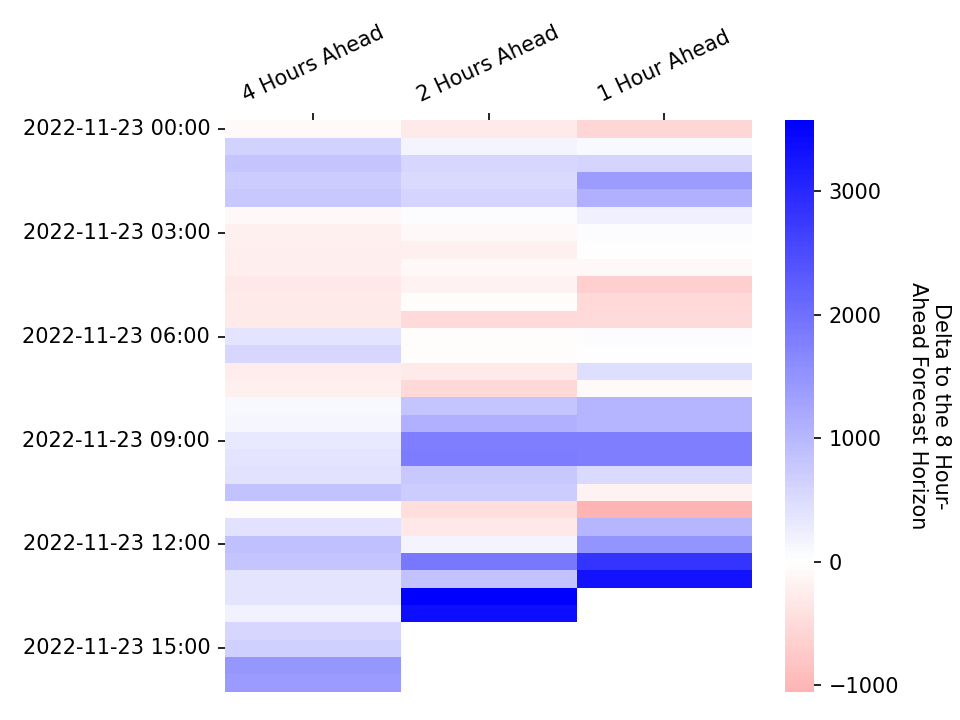 4 Hours Ahead
2 Hours Ahead
1 Hour Ahead
2022-11-23 00:00
2022-11-23 03:00
2022-11-23 06:00
2022-11-23 09:00
2022-11-23 12:00
2022-11-23 15:00
3000
2000
1000
0
−1000
Delta to the 8 Hour-
Ahead Forecast Horizon